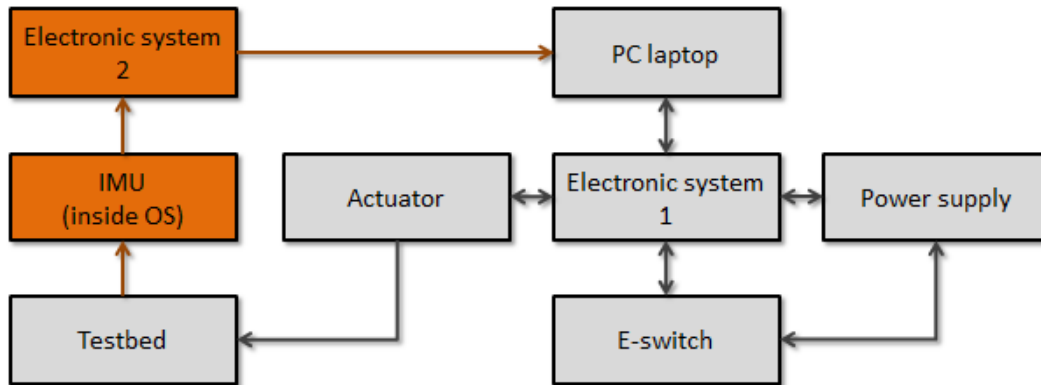 Electronic system
2
PC laptop
IMU
(inside OS)
Actuator
Electronic system
1
Power supply
Testbed
E-switch